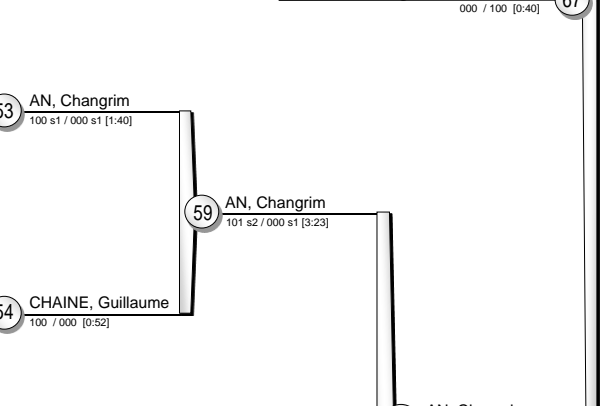 000 / 100 [0:40]
67
53
AN, Changrim
100 s1 / 000 s1 [1:40]
59
AN, Changrim
101 s2 / 000 s1 [3:23]
54
CHAINE, Guillaume
100 / 000 [0:52]